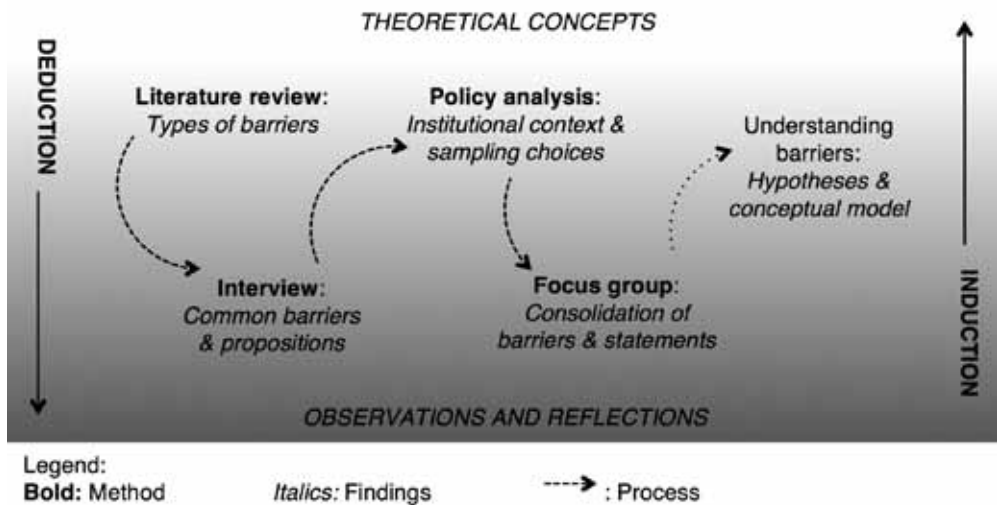 THEORETICAL CONCEPTS
DEDUCTION
Literature review:
Types of barriers
Policy analysis:
Institutional context &
sampling choices
Understanding
barriers:
Hypotheses &
conceptual model
Interview:
Common barriers
& propositions
Focus group:
Consolidation of
barriers & statements
INDUCTION
OBSERVATIONS AND REFLECTIONS
Legend:
Bold: Method
Italics: Findings
: Process